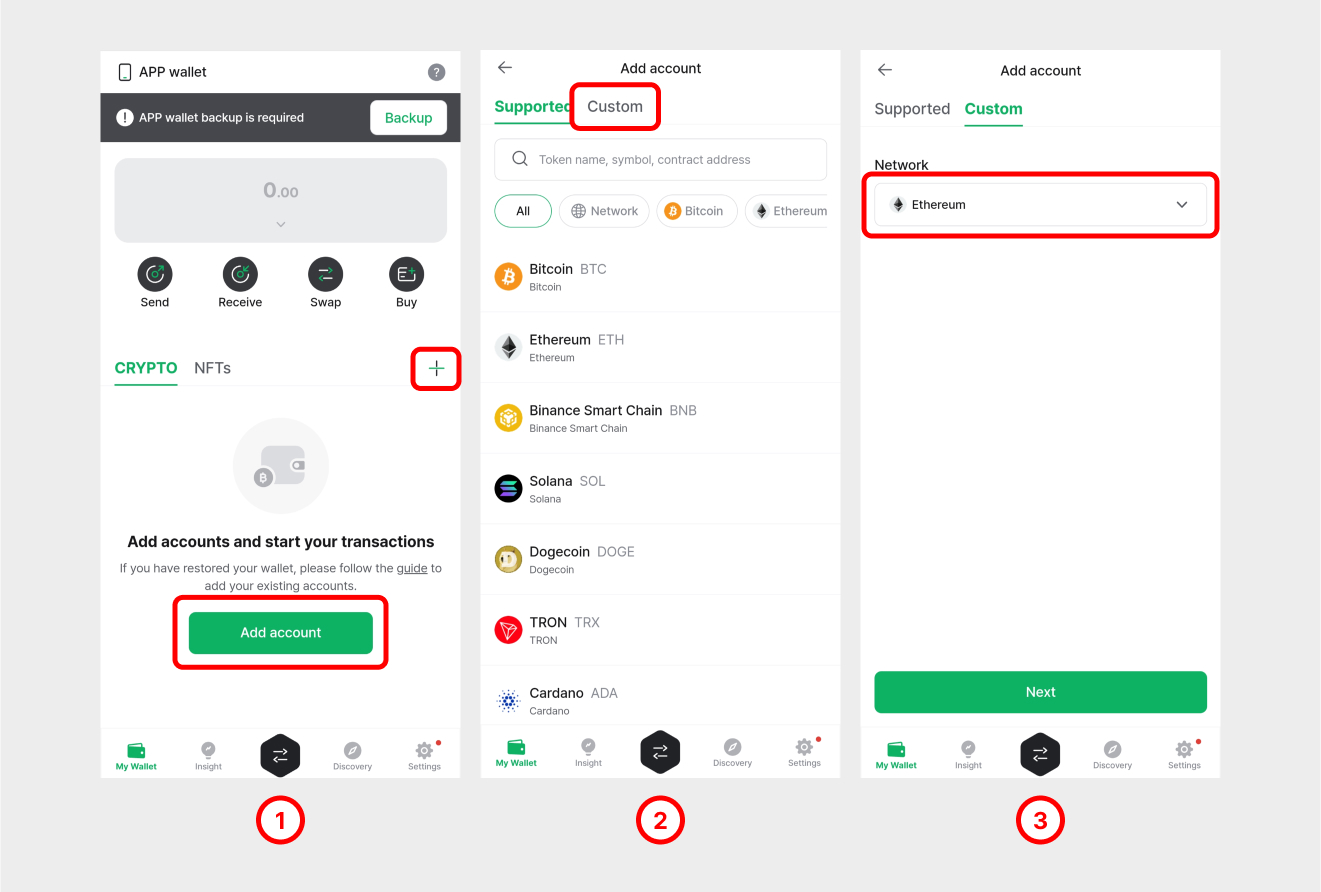 APP wallet
?
! APP wallet backup is required
Backup
0.00
Send
Receive
Swap
Buy
CRYPTO
NFTs
Add accounts and start your transactions
If you have restored your wallet, please follow the guide to
add your existing accounts.
Add account
My Wallet
Insight
Discovery
Settings
1
Add account
Supported
Custom
Token name, symbol, contract address
All
Network
Bitcoin
Ethereum
Bitcoin BTC
Bitcoin
Ethereum ETH
Ethereum
Binance Smart Chain BNB
Binance Smart Chain
Solana SOL
Solana
Dogecoin DOGE
Dogecoin
TRON TRX
TRON
Cardano ADA
Cardano
My Wallet
Insight
Discovery
Settings
2
Add account
Supported
Custom
Network
Ethereum
Next
My Wallet
Insight
Discovery
Settings
3